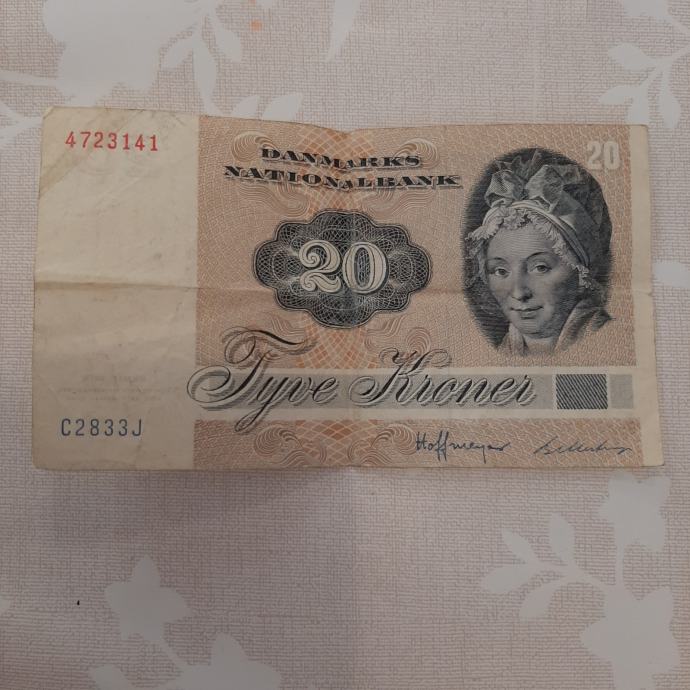 4723141
DANMARKS
NATIONALBANK
20
20
Tyve Kroner
C2833J
Hoffmeyer